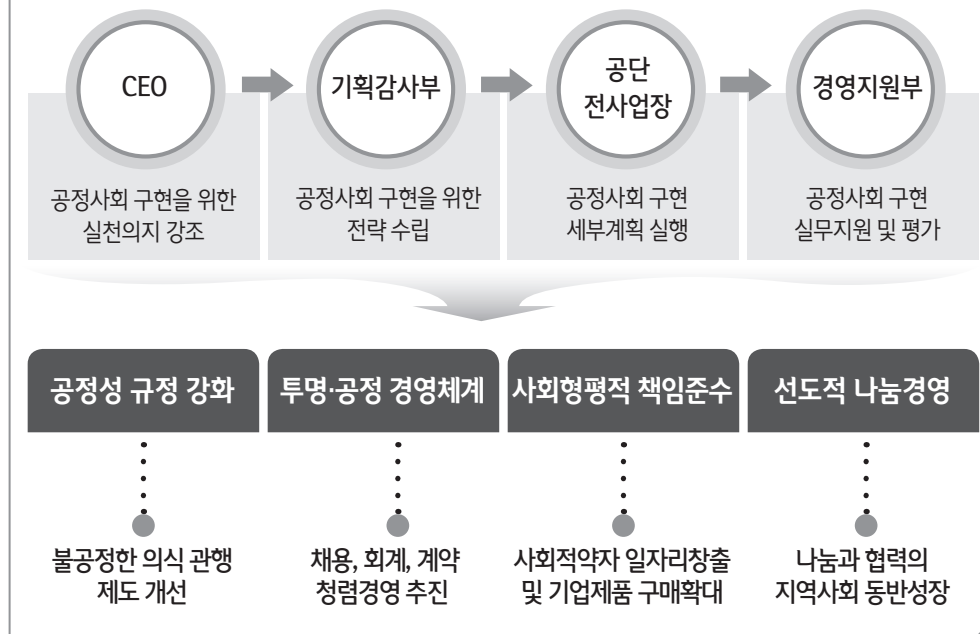 CEO
기획감사부
공단
전사업장
경영지원부
공정사회 구현을 위한
실천의지 강조
공정사회 구현을 위한
전략 수립
공정사회 구현
세부계획 실행
공정사회 구현
실무지원 및 평가
공정성 규정 강화
투명·공정 경영체계
사회형평적 책임준수
선도적 나눔경영
불공정한 의식 관행
제도 개선
채용, 회계, 계약
청렴경영 추진
사회적약자 일자리창출
및 기업제품 구매확대
나눔과 협력의
지역사회 동반성장